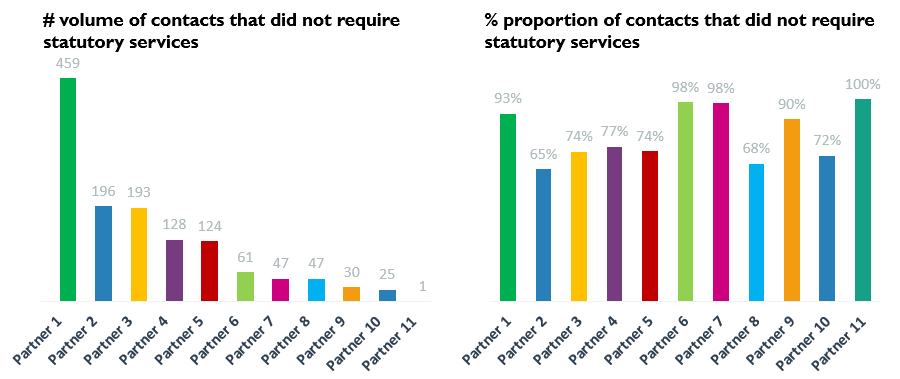 # volume of contacts that did not require
statutory services
459
196
193
128
124
61
47
47
30
25
1
Partner 1
Partner 2
Partner 3
Partner 4
Partner 5
Partner 6
Partner 7
Partner 8
Partner 9
Partner 10
Partner 11
% proportion of contacts that did not require
statutory services
93%
65%
74%
77%
74%
98%
98%
68%
90%
72%
100%
Partner 1
Partner 2
Partner 3
Partner 4
Partner 5
Partner 6
Partner 7
Partner 8
Partner 9
Partner 10
Partner 11